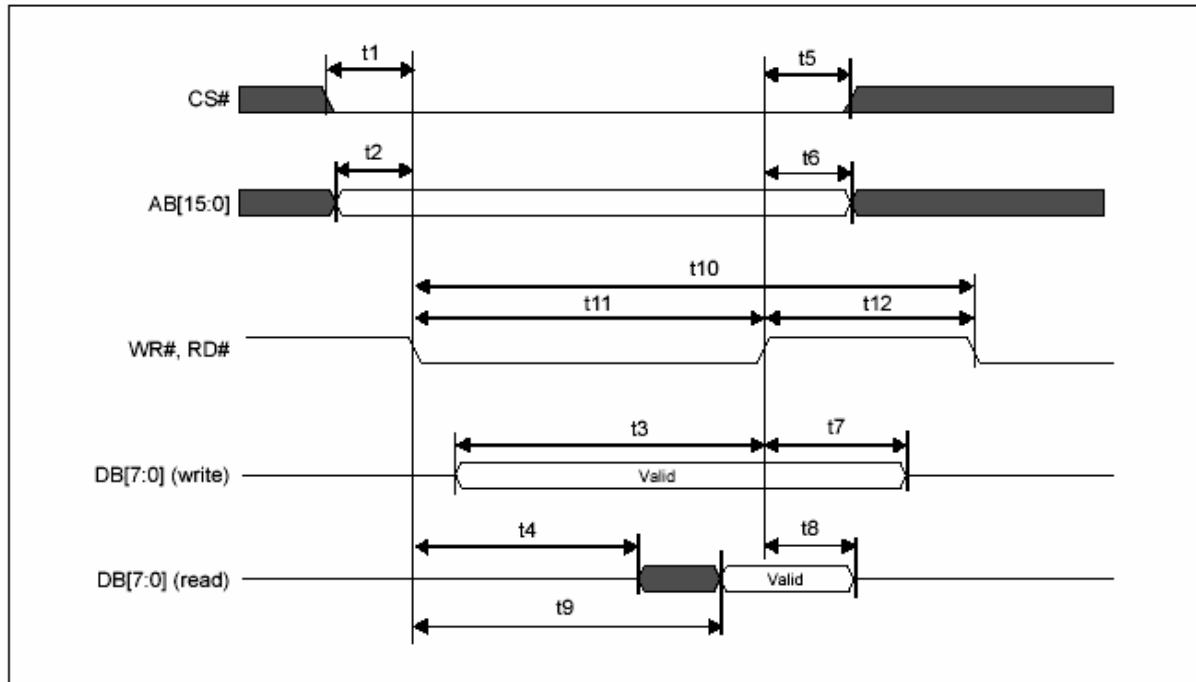 t1
t5
CS#
t2
t6
AB[15:0]
t10
t11
t12
WR#, RD#
t3
t7
DB[7:0] (write)
Valid
t4
t8
DB[7:0] (read)
Valid
t9